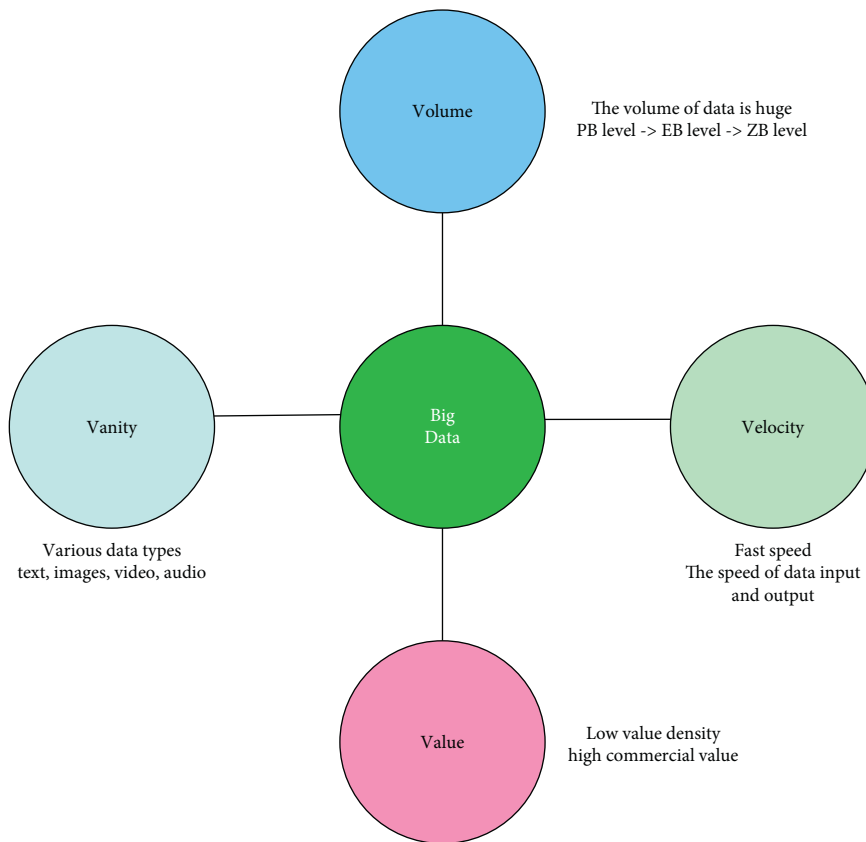 Volume
The volume of data is huge
PB level -> EB level -> ZB level
Vanity
Various data types
text, images, video, audio
Big
Data
Velocity
Fast speed
The speed of data input
and output
Value
Low value density
high commercial value